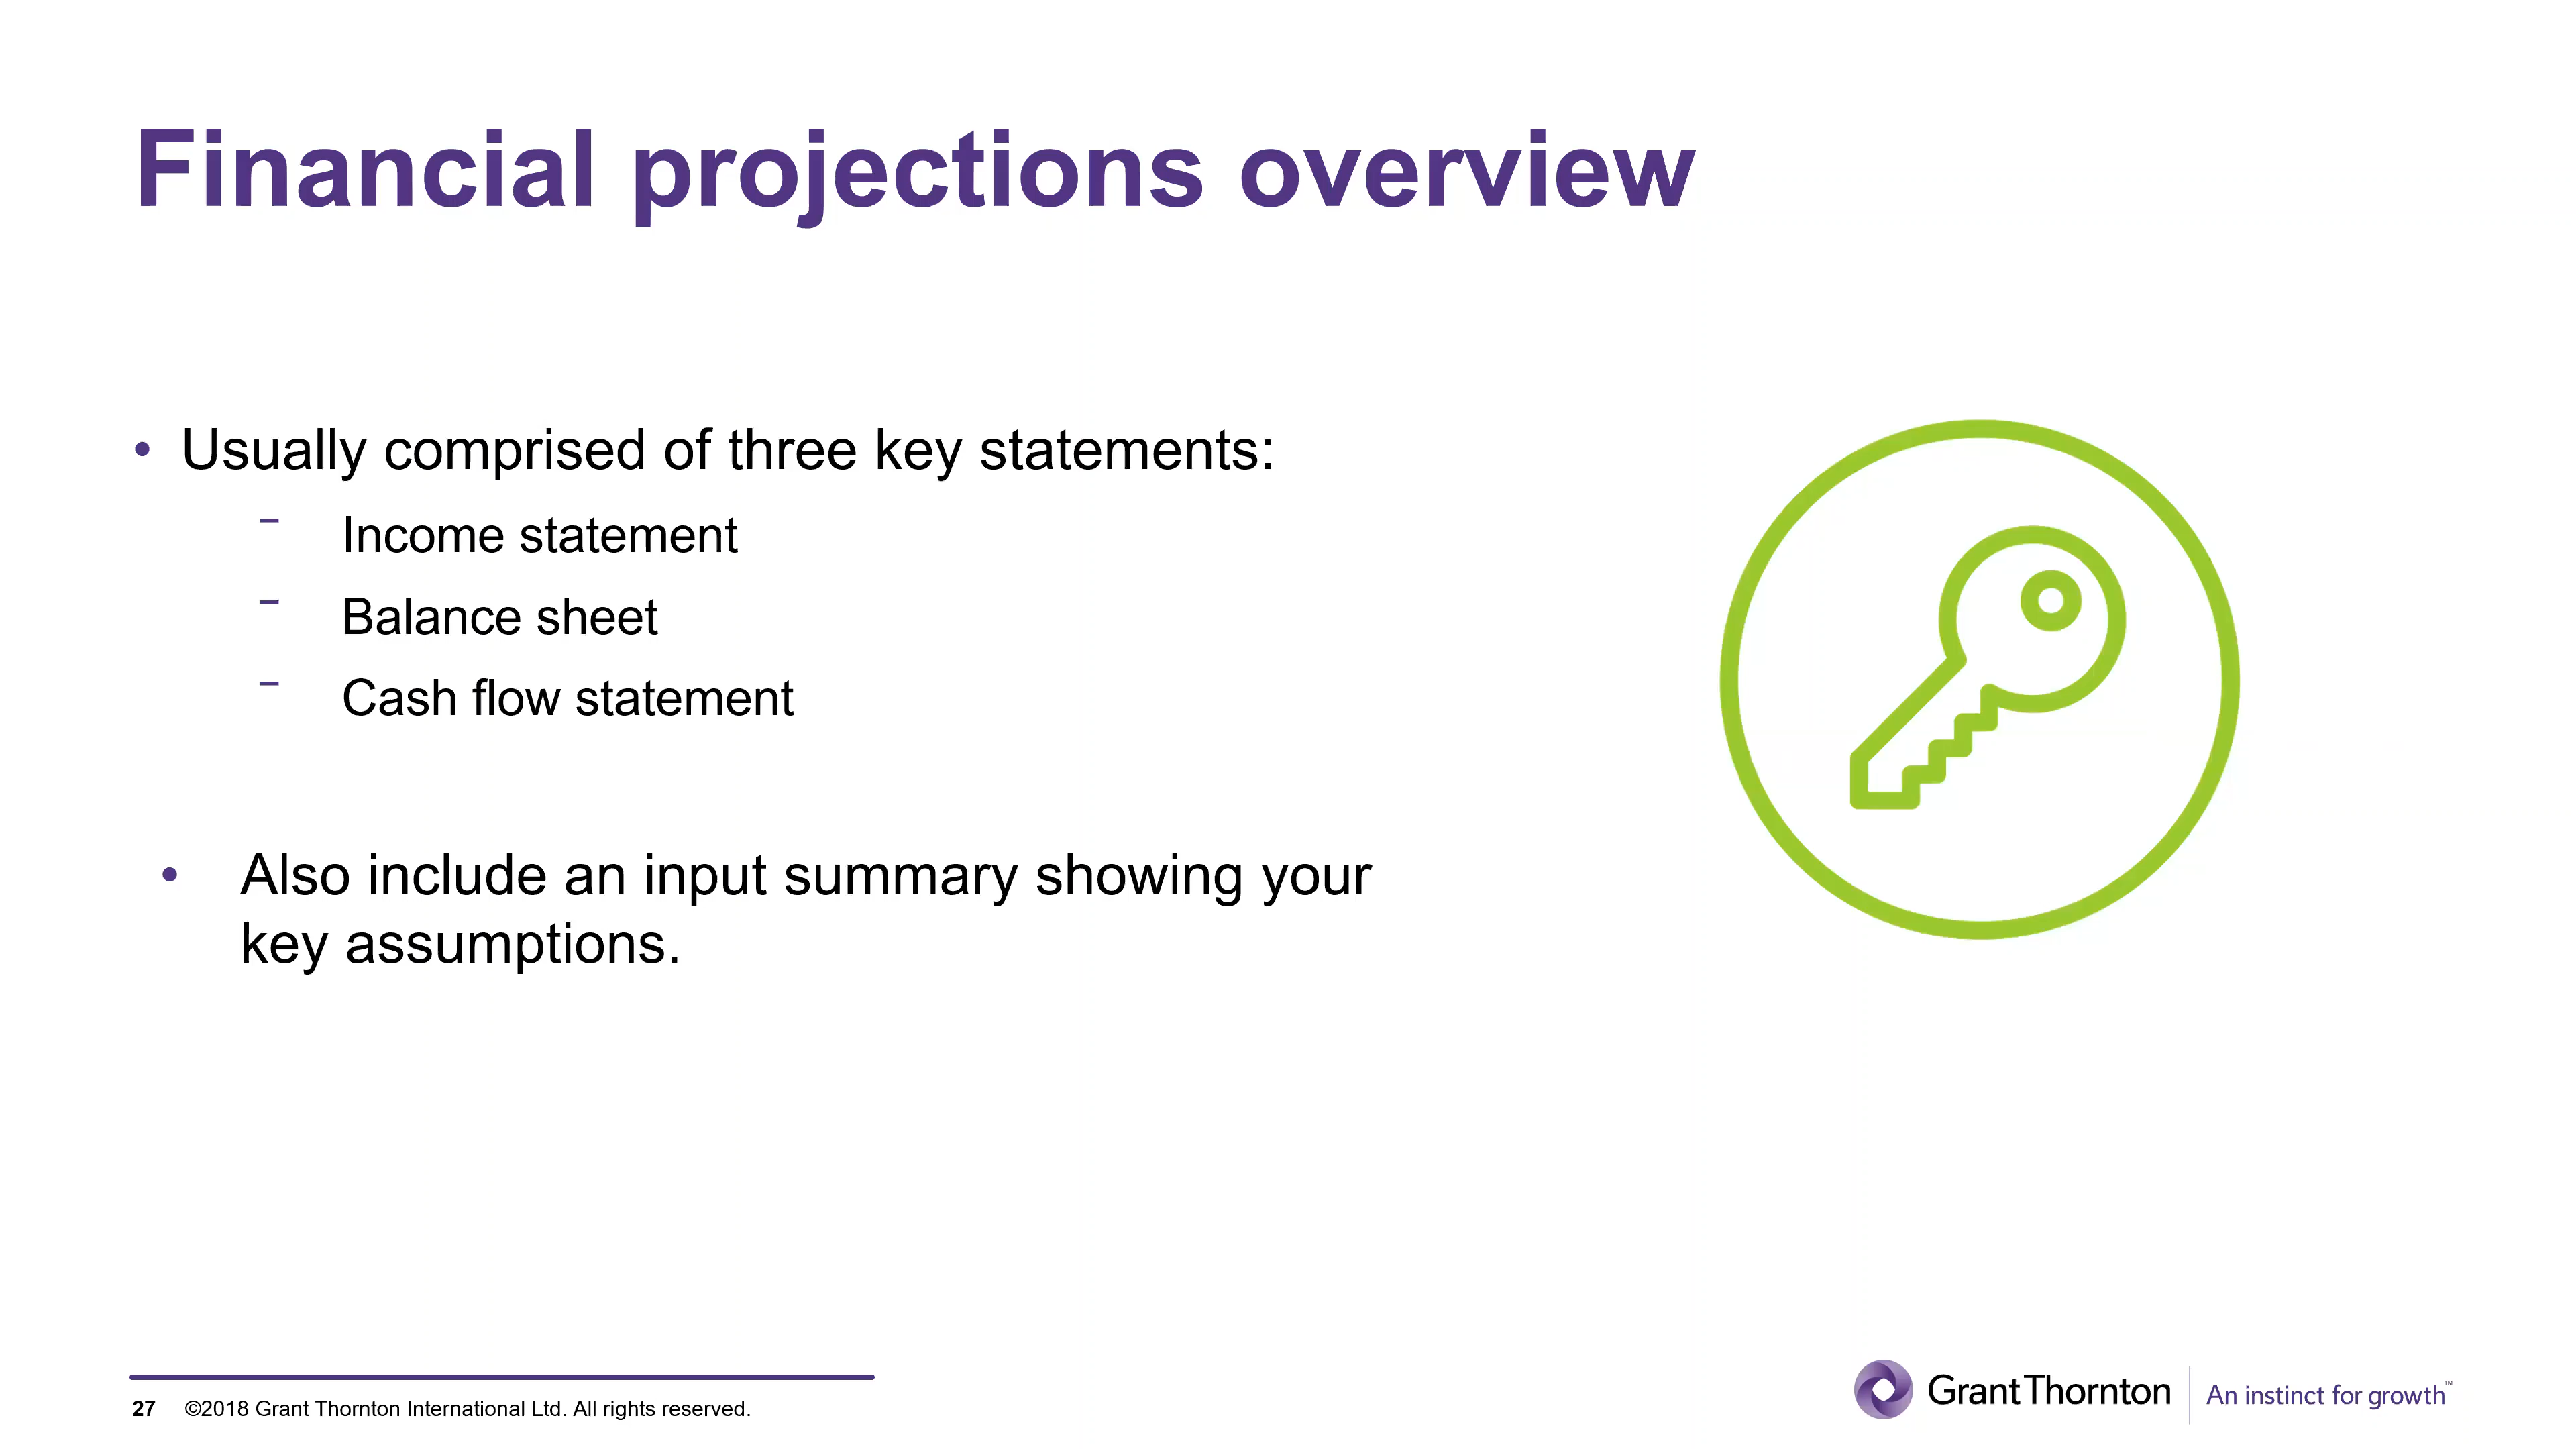 Financial projections overview
• Usually comprised of three key statements:
– Income statement
– Balance sheet
– Cash flow statement
• Also include an input summary showing your
key assumptions.
27 ©2018 Grant Thornton International Ltd. All rights reserved.
Grant Thornton An instinct for growth™